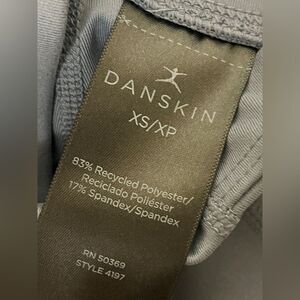 DANSKIN
XS/XP
83% Recycled Polyester/
Reciclado Poliéster
17% Spandex/Spandex
RN 50369
STYLE 4197